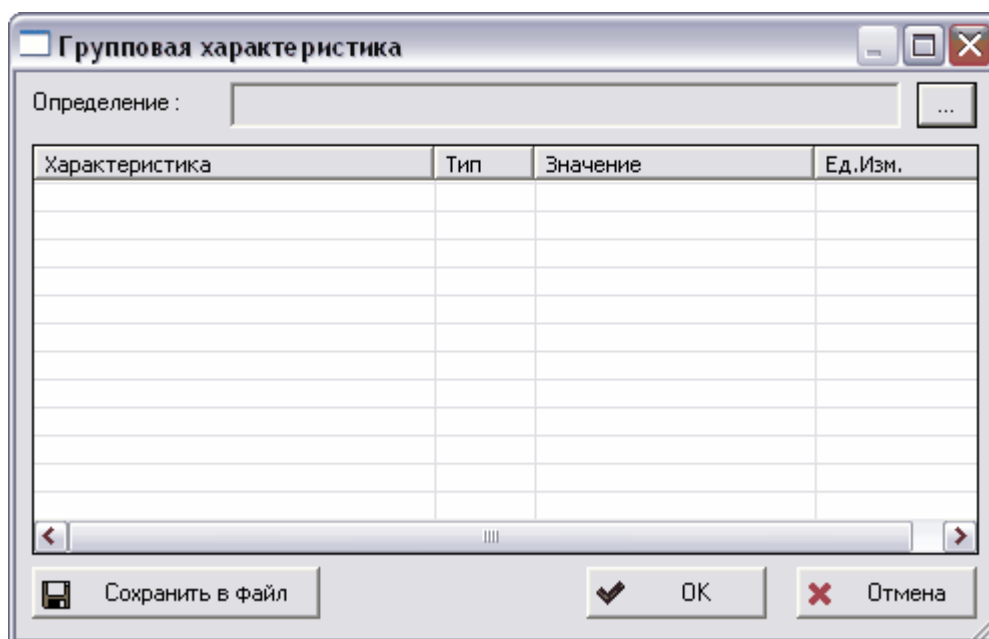 Групповая характеристика
Определение :
...
Характеристика Тип Значение Ед.Изм.
Сохранить в файл OK Отмена